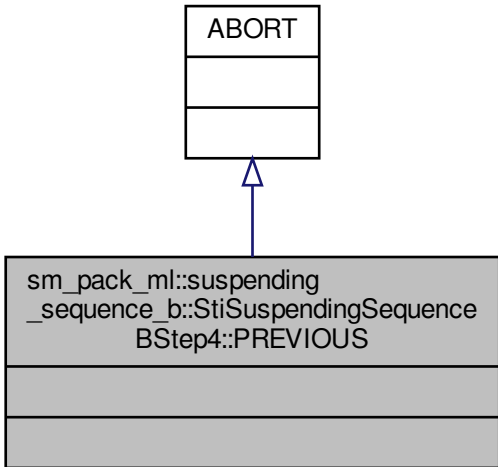 ABORT
sm_pack_ml::suspending
_sequence_b::StiSuspendingSequence
BStep4::PREVIOUS